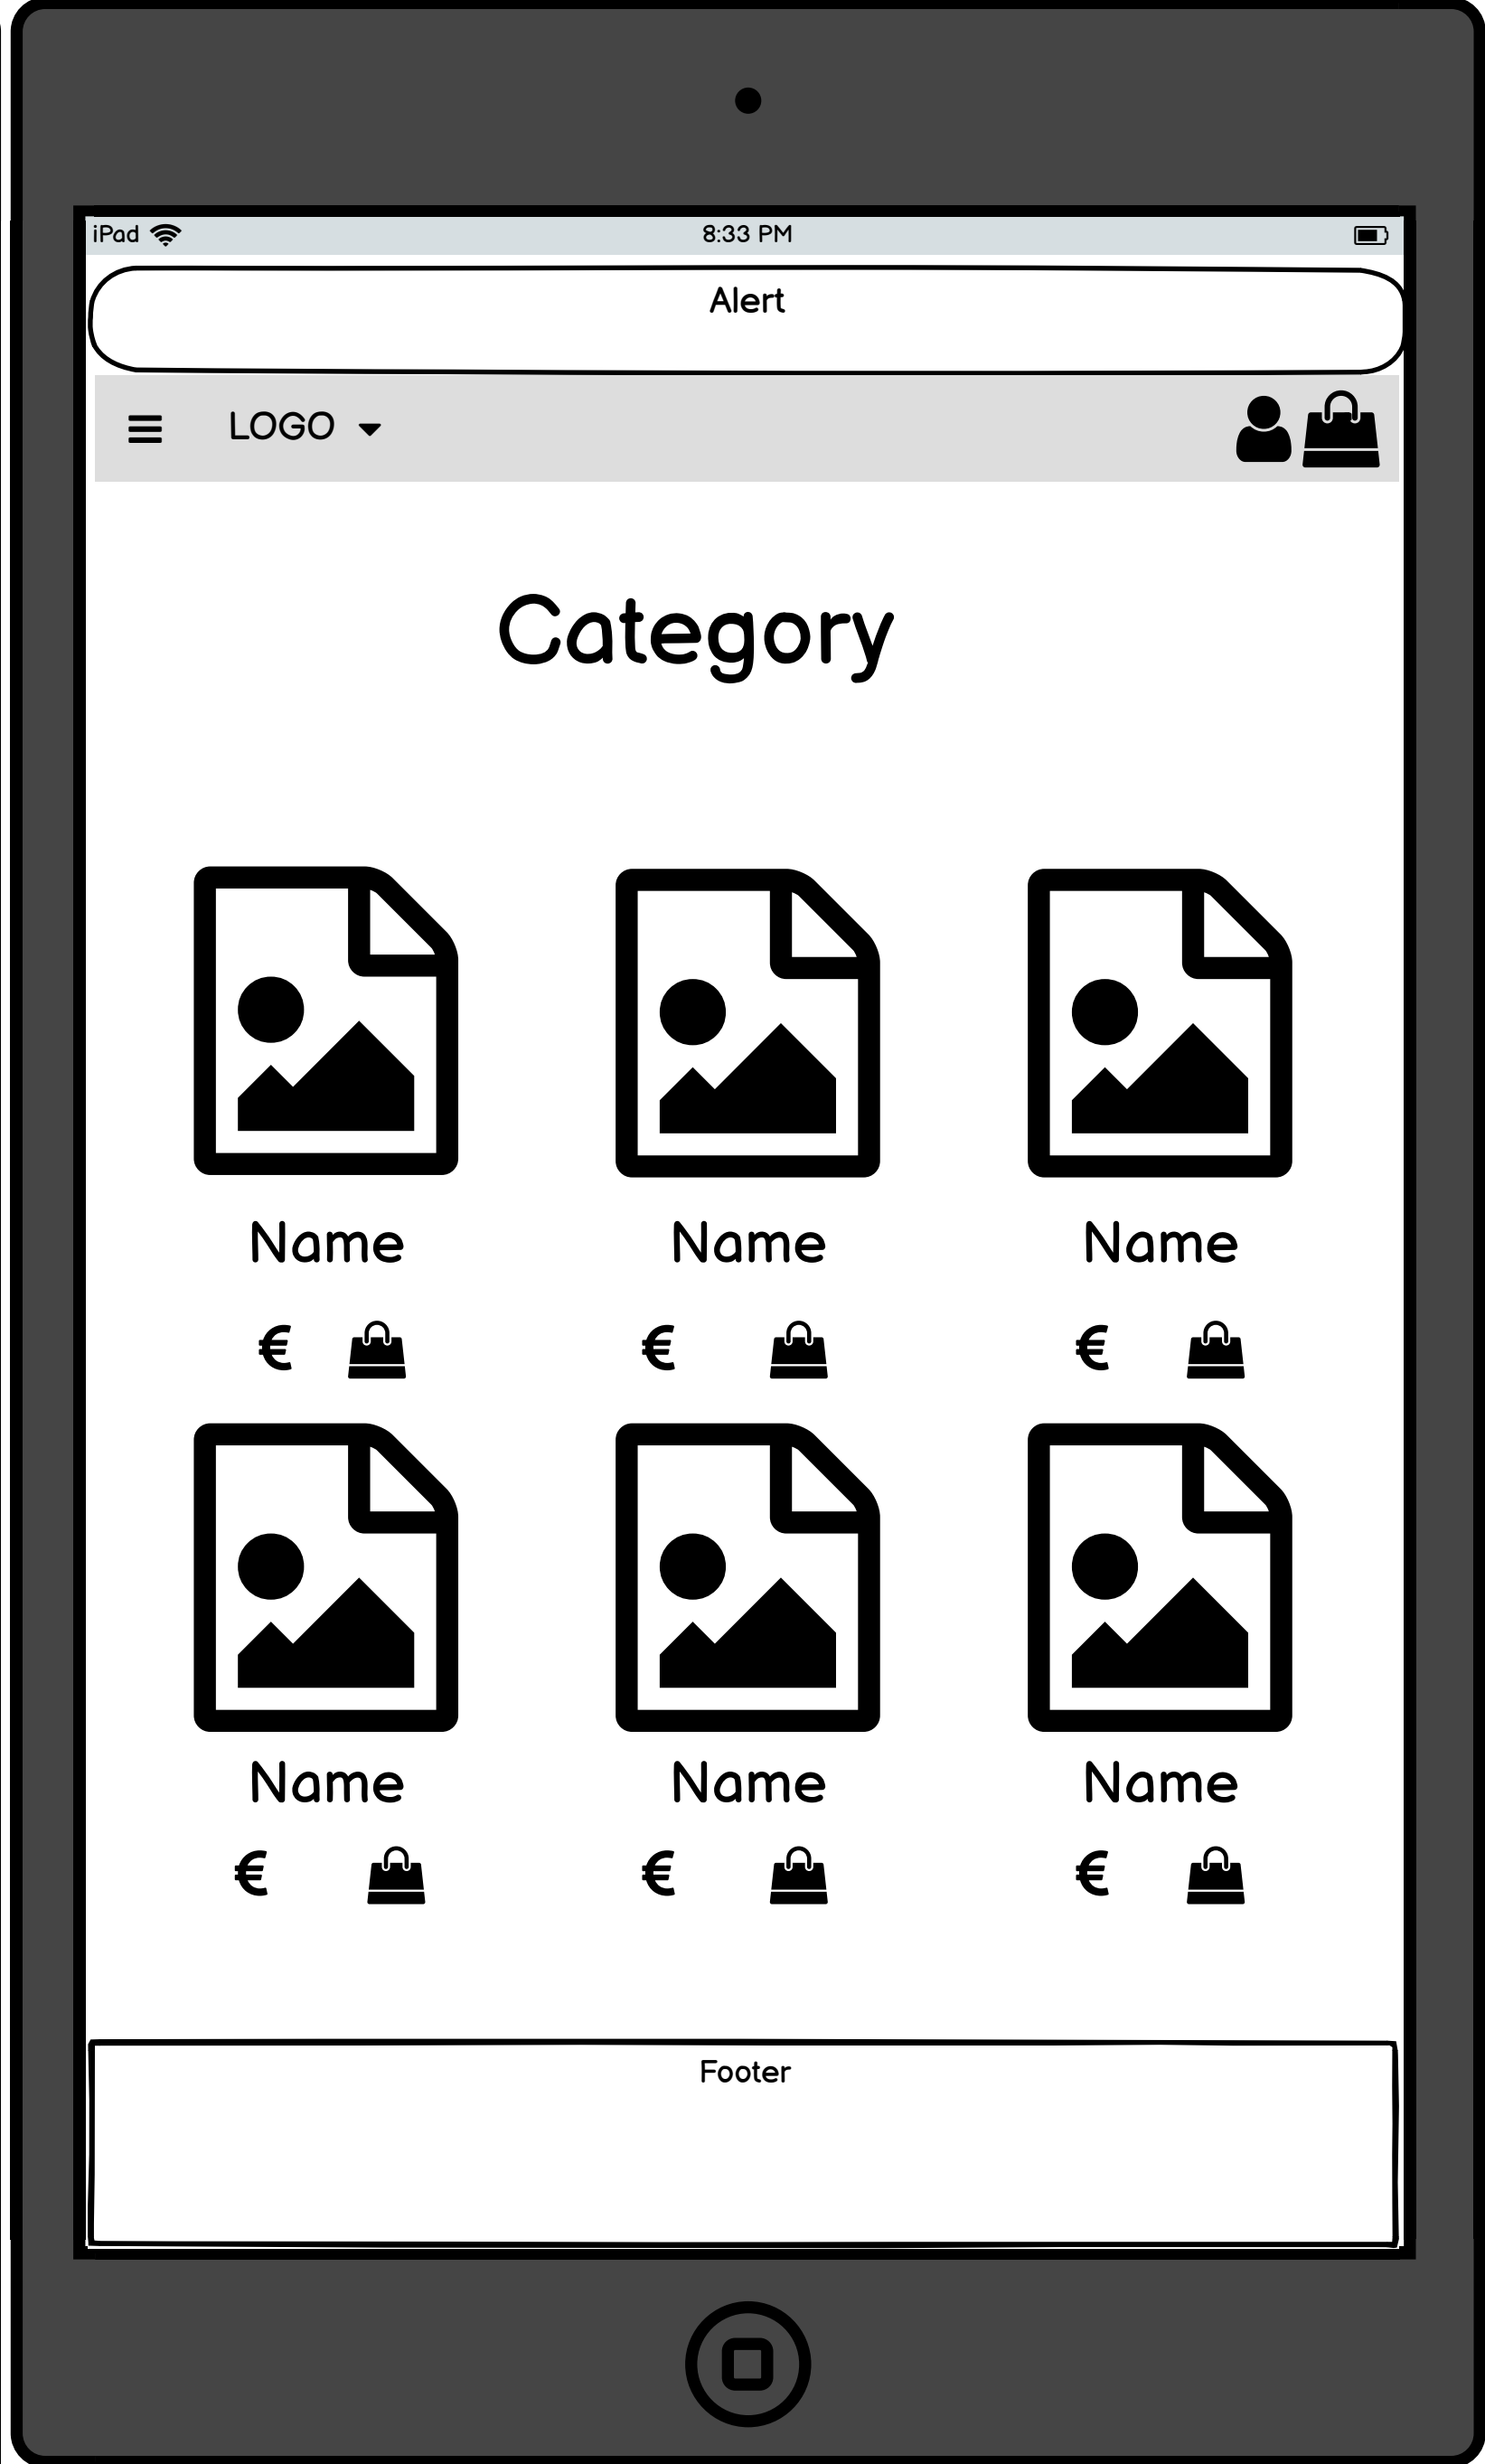 iPad 8:33 PM
Alert
LOGO
Category
Name Name Name
€ € €
Name Name Name
€ € €
Footer